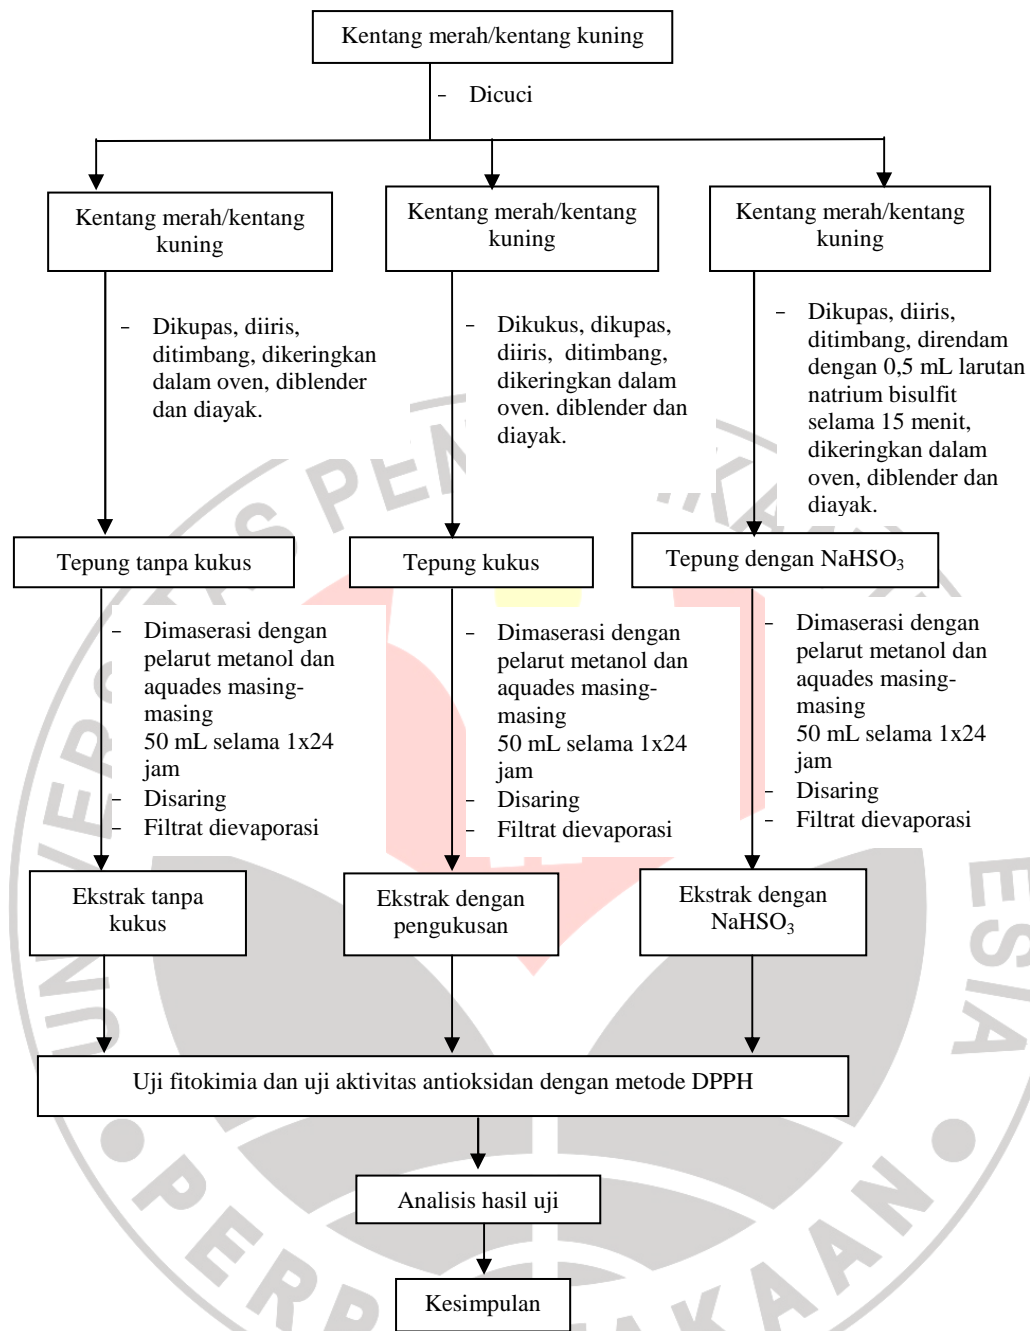 Kentang merah/kentang kuning
- Dicuci
Kentang merah/kentang
kuning
Kentang merah/kentang
kuning
Kentang merah/kentang
kuning
- Dikupas, diiris,
ditimbang, dikeringkan
dalam oven, diblender
dan diayak.
- Dikukus, dikupas,
diiris, ditimbang,
dikeringkan dalam
oven. diblender dan
diayak.
- Dikupas, diiris,
ditimbang, direndam
dengan 0,5 mL larutan
natrium bisulfit
selama 15 menit,
dikeringkan dalam
oven, diblender dan
diayak.
Tepung tanpa kukus
Tepung kukus
Tepung dengan NaHSO₃
- Dimaserasi dengan
pelarut metanol dan
aquades masing-
masing
50 mL selama 1x24
jam
- Disaring
- Filtrat dievaporasi
- Dimaserasi dengan
pelarut metanol dan
aquades masing-
masing
50 mL selama 1x24
jam
- Disaring
- Filtrat dievaporasi
- Dimaserasi dengan
pelarut metanol dan
aquades masing-
masing
50 mL selama 1x24
jam
- Disaring
- Filtrat dievaporasi
Ekstrak tanpa
kukus
Ekstrak dengan
pengukusan
Ekstrak dengan
NaHSO₃
Uji fitokimia dan uji aktivitas antioksidan dengan metode DPPH
Analisis hasil uji
Kesimpulan